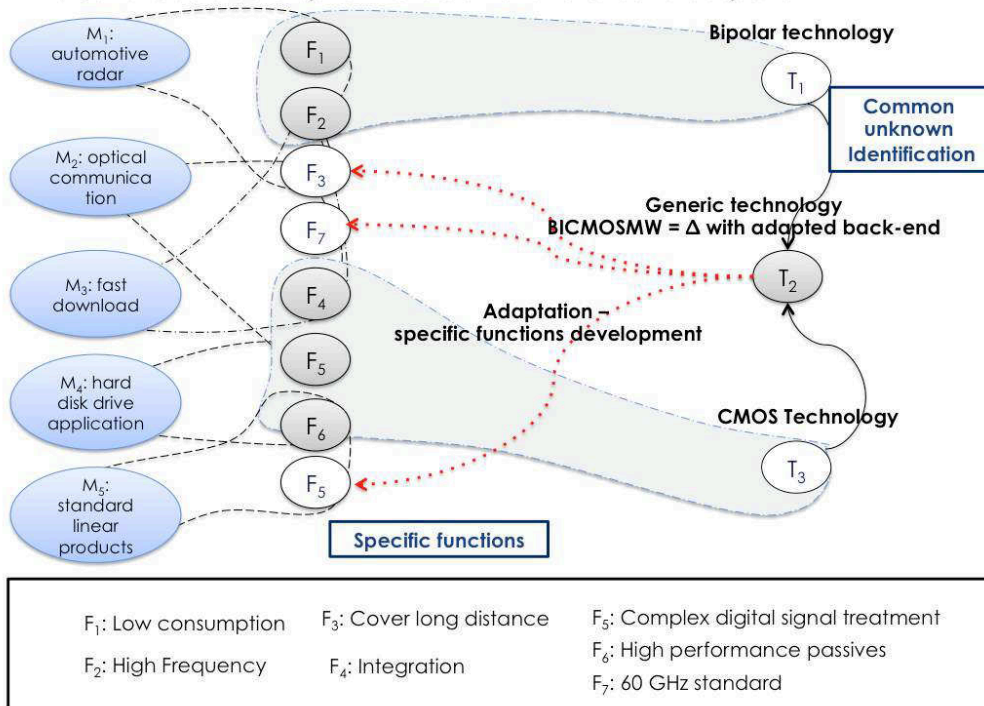 M1:
automotive
radar
M2: optical
communica
tion
M3: fast
download
M4: hard
disk drive
application
M5:
standard
linear
products
F1
F2
F3
F7
F4
F5
F6
F5
Bipolar technology
T1
Common
unknown
Identification
Generic technology
BICMOSMW = Δ with adapted back-end
T2
Adaptation –
specific functions development
CMOS Technology
T3
Specific functions
F1: Low consumption
F2: High Frequency
F3: Cover long distance
F4: Integration
F5: Complex digital signal treatment
F6: High performance passives
F7: 60 GHz standard